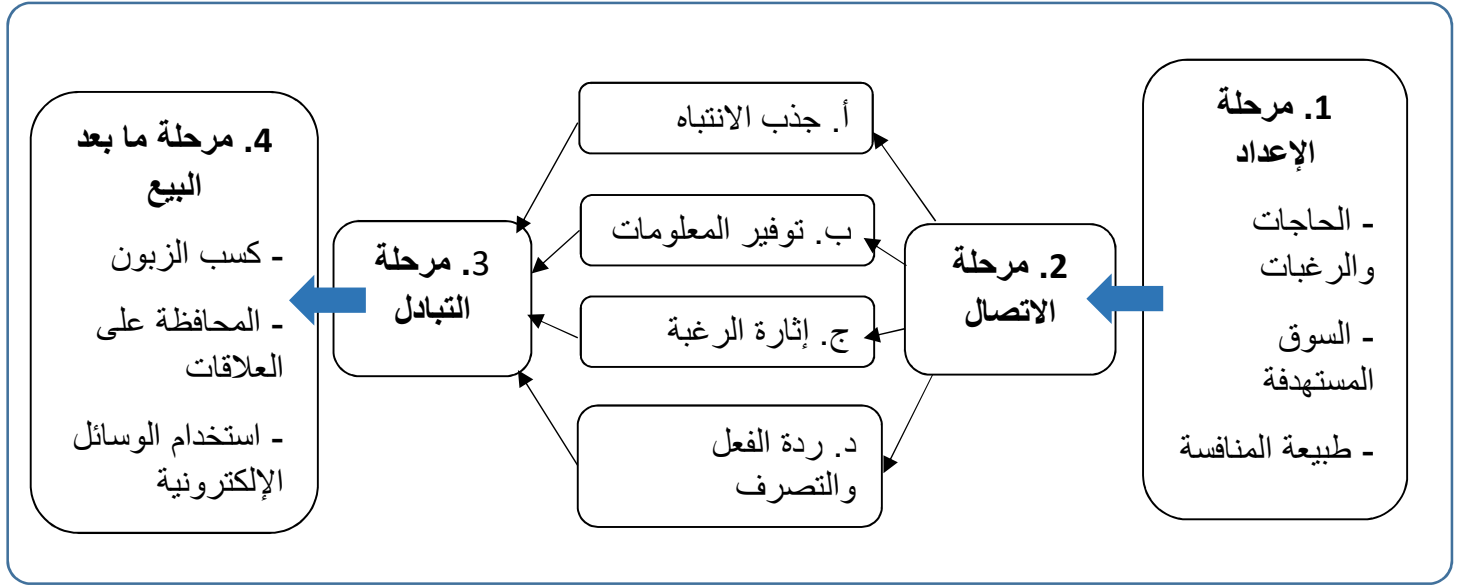 1. مرحلة
الإعداد
- الحاجات
والرغبات
- السوق
المستهدفة
- طبيعة المنافسة
2. مرحلة
الاتصال
أ. جذب الانتباه
ب. توفير المعلومات
ج. إثارة الرغبة
د. ردة الفعل
والتصرف
3. مرحلة
التبادل
4. مرحلة ما بعد
البيع
- كسب الزبون
- المحافظة على
العلاقات
- استخدام الوسائل
الإلكترونية